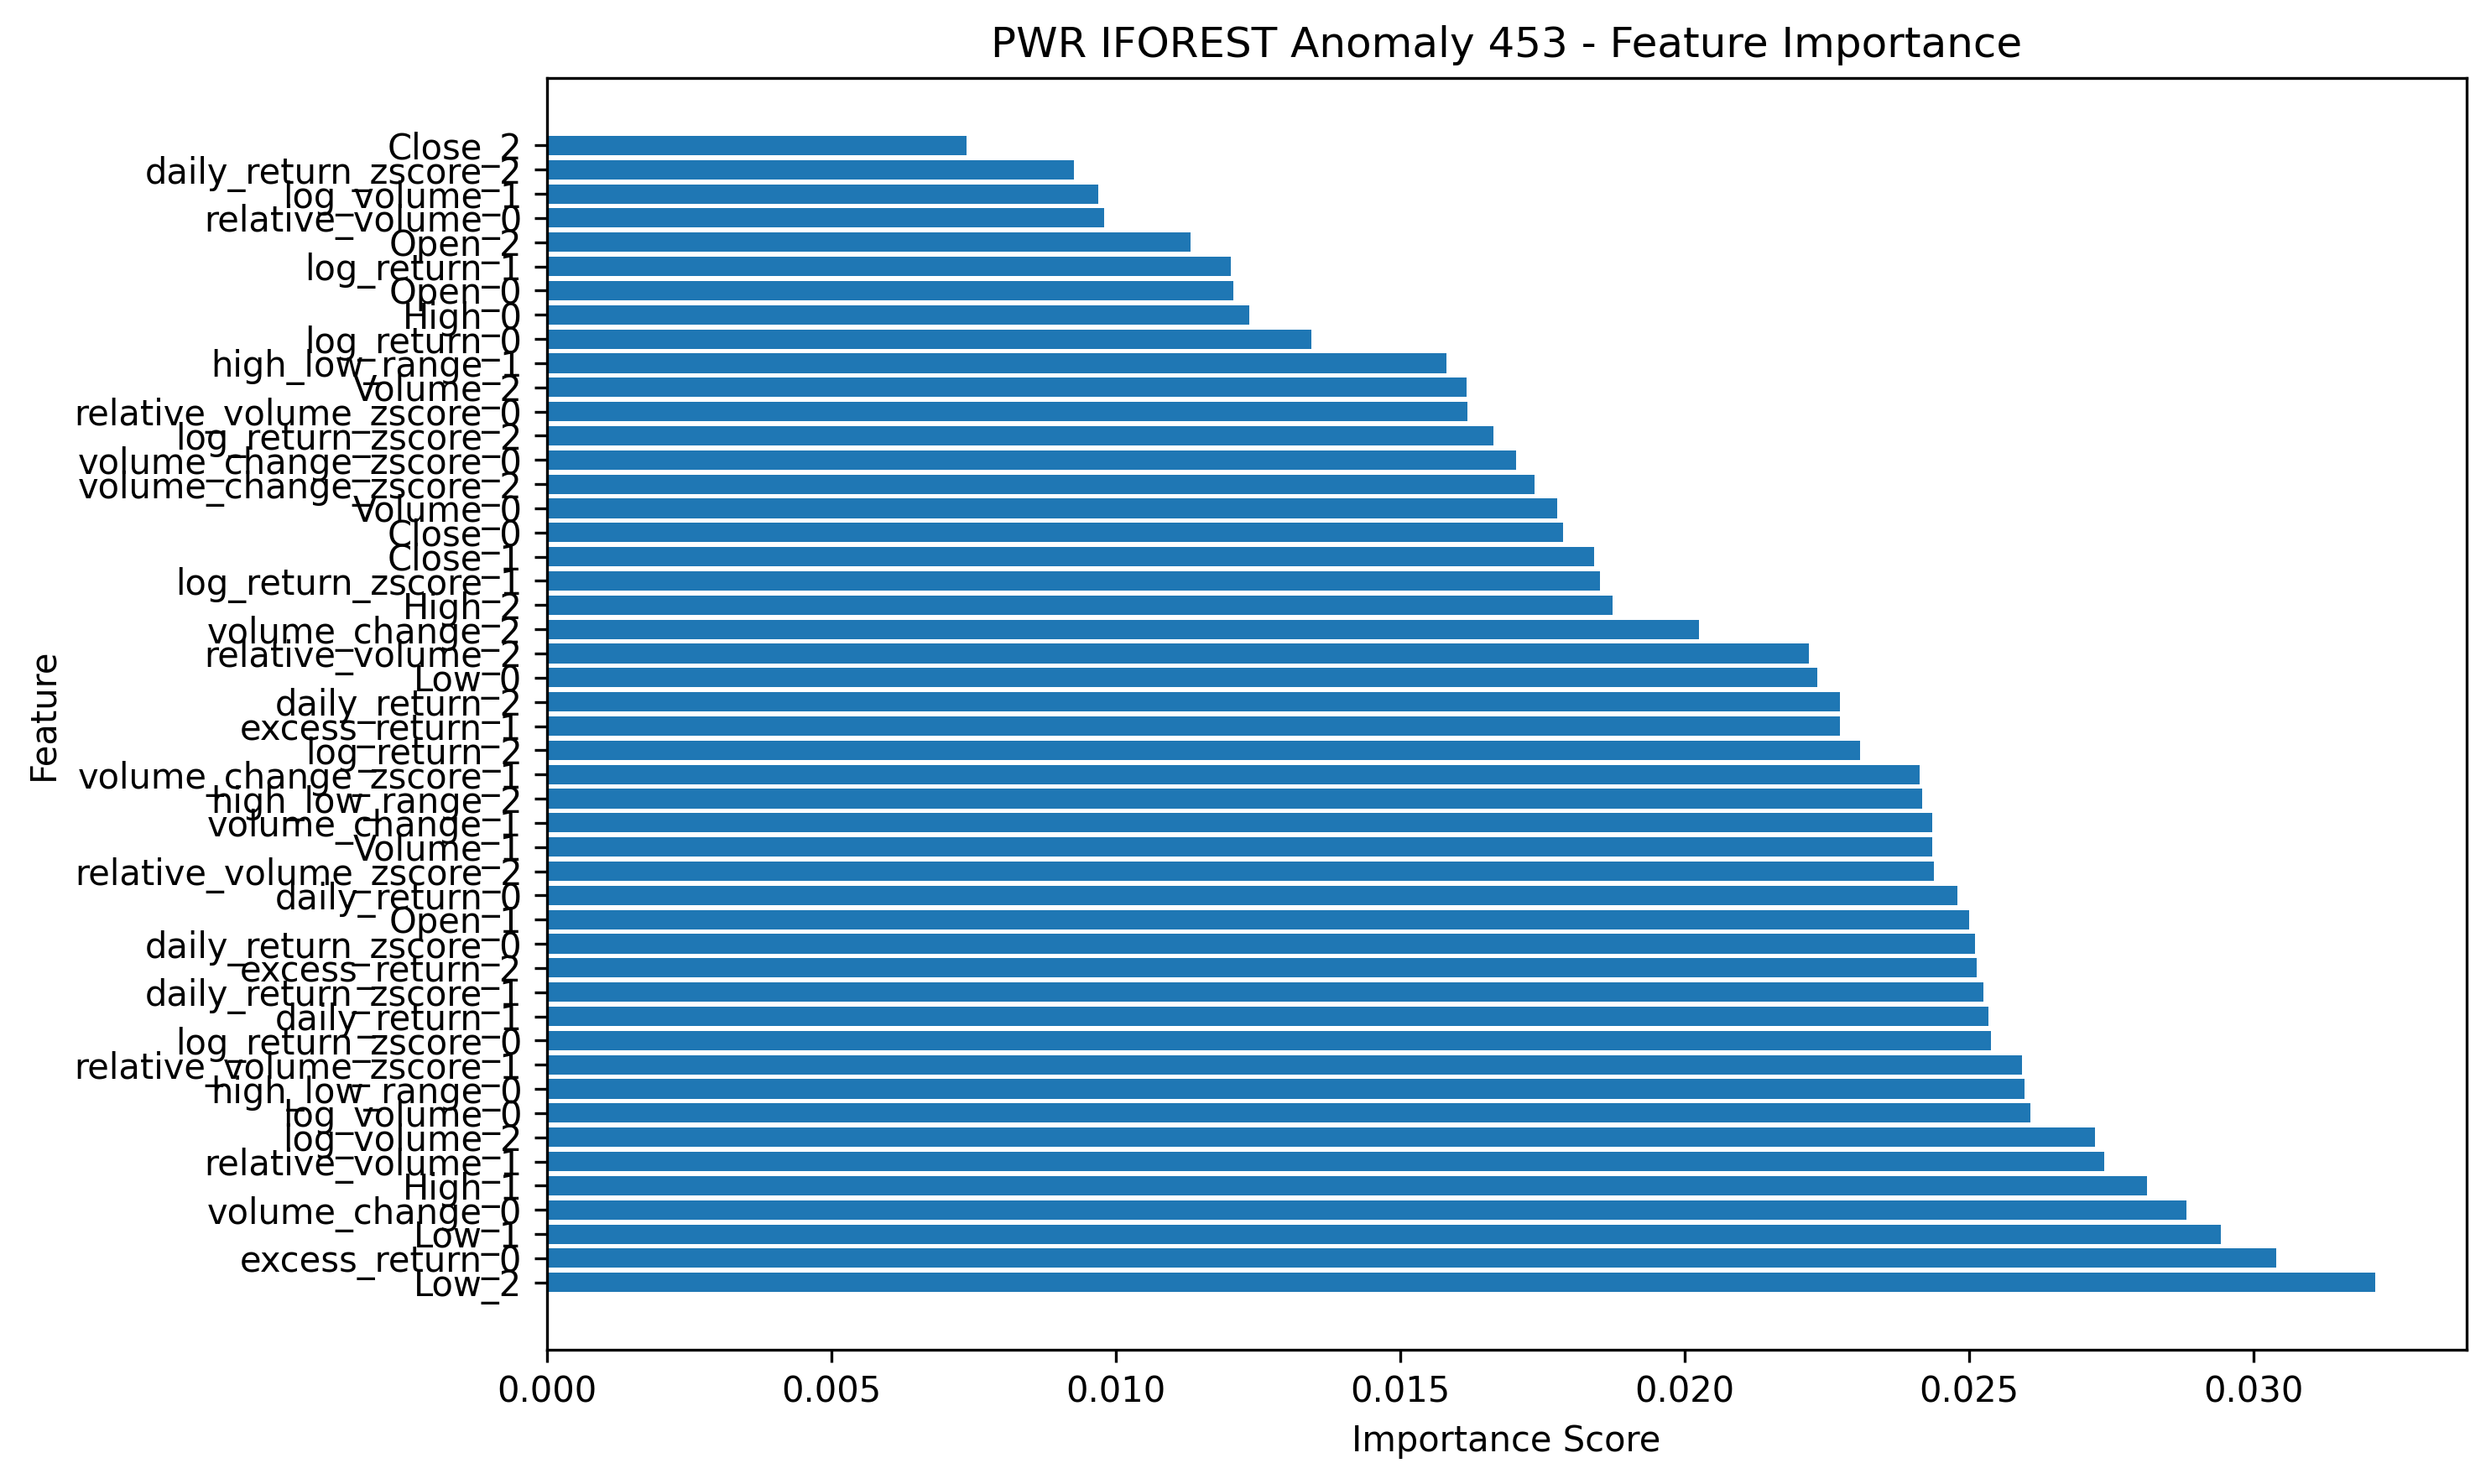 PWR IFOREST Anomaly 453 - Feature Importance
Close_2
daily_return_zscore_2
log_volume_1
relative_volume_0
Open_2
log_return_1
Open_0
High_0
log_return_0
high_low_range_1
Volume_2
relative_volume_zscore_0
log_return_zscore_2
volume_change_zscore_0
volume_change_zscore_2
Volume_0
Close_0
Close_1
log_return_zscore_1
High_2
volume_change_2
relative_volume_2
Low_0
daily_return_2
excess_return_1
log_return_2
volume_change_zscore_1
high_low_range_2
volume_change_1
Volume_1
relative_volume_zscore_2
daily_return_0
Open_1
daily_return_zscore_0
excess_return_2
daily_return_zscore_1
daily_return_1
log_return_zscore_0
relative_volume_zscore_1
high_low_range_0
log_volume_0
log_volume_2
relative_volume_1
High_1
volume_change_0
Low_1
excess_return_0
Low_2
Feature
0.000 0.005 0.010 0.015 0.020 0.025 0.030
Importance Score